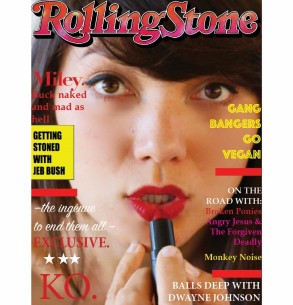 RollingStone
Miley.
Buck naked
and mad as
hell
GETTING
STONED
WITH
JEB BUSH
GANG
BANGERS
GO
VEGAN
ON THE
ROAD WITH:
Broken Ponies
Angry Jesus &
The Forgiven
Deadly
Monkey Noise
–the ingénue
to end them all–
EXCLUSIVE.
KO.
BALLS DEEP WITH
DWAYNE JOHNSON